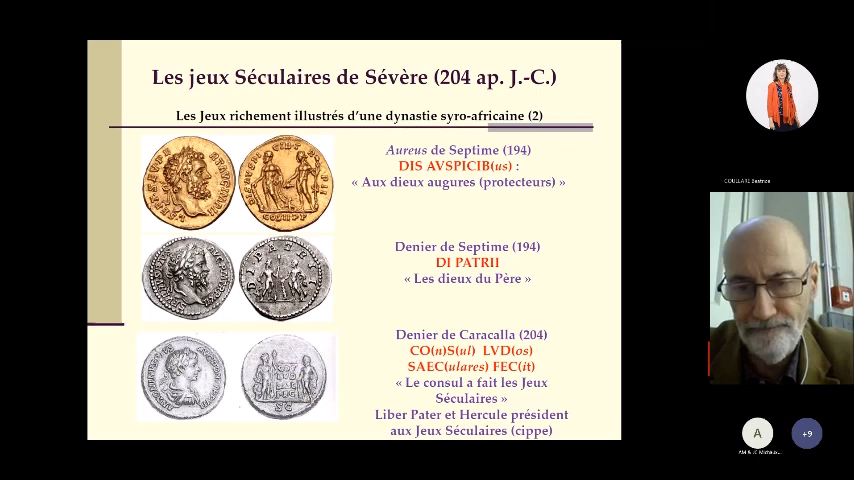 Les jeux Séculaires de Sévère (204 ap. J.-C.)
Les Jeux richement illustrés d'une dynastie syro-africaine (2)
Aureus de Septime (194)
DIS AVSPICIB(us) :
« Aux dieux augures (protecteurs) »
Denier de Septime (194)
DI PATRII
« Les dieux du Père »
Denier de Caracalla (204)
CO(n)S(ul) LVD(os)
SAEC(ulares) FEC(it)
« Le consul a fait les Jeux
Séculaires »
Liber Pater et Hercule président
aux Jeux Séculaires (cippe)
COULLARE Beatrice
A
+9